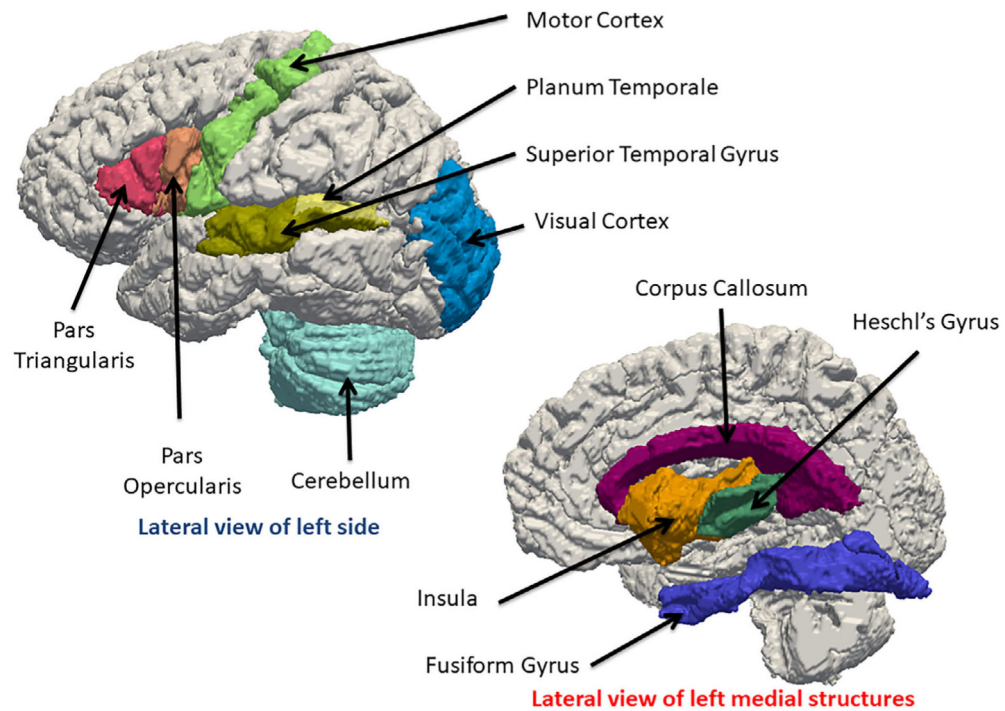 Motor Cortex
Planum Temporale
Superior Temporal Gyrus
Visual Cortex
Pars
Triangularis
Pars
Opercularis
Cerebellum
Lateral view of left side
Corpus Callosum
Heschl's Gyrus
Insula
Fusiform Gyrus
Lateral view of left medial structures